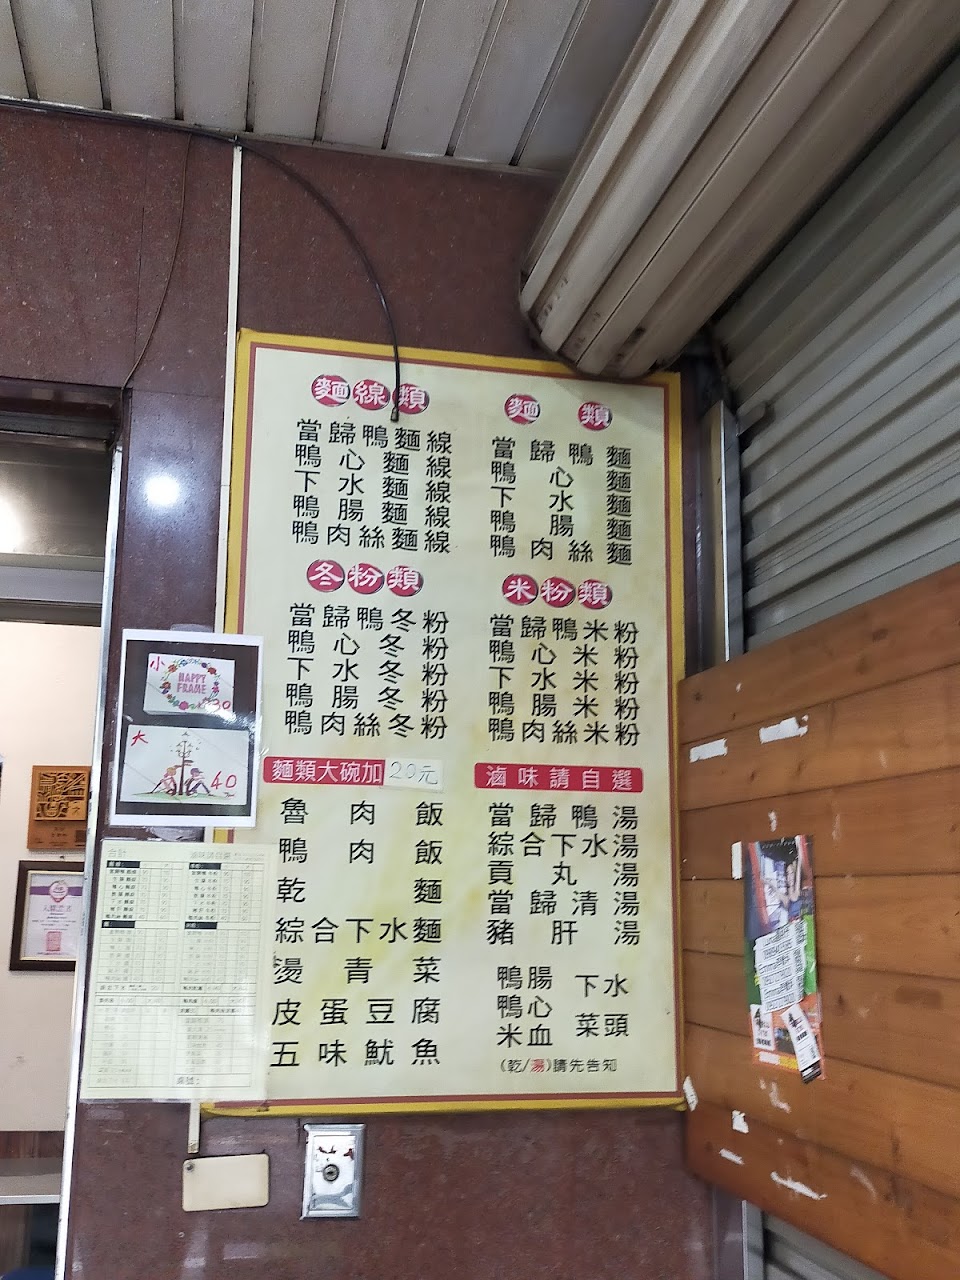 麵線類
當歸鴨麵線
鴨心麵線
下水麵線
鴨腸麵線
鴨肉絲麵線
麵類
當歸鴨麵
鴨心麵
下水麵
鴨腸麵
鴨肉絲麵
冬粉類
當歸鴨冬粉
鴨心冬粉
下水冬粉
鴨腸冬粉
鴨肉絲冬粉
米粉類
當歸鴨米粉
鴨心米粉
下水米粉
鴨腸米粉
鴨肉絲米粉
麵類大碗加20元
魯肉飯
鴨肉飯
乾麵
綜合下水麵
燙青菜
皮蛋豆腐
五味魷魚
滷味請自選
當歸鴨湯
綜合下水湯
貢丸湯
當歸清湯
豬肝湯
鴨腸 下水
鴨心
米血 菜頭
(乾/湯)請先告知
小
HAPPY
FRAME
30
大
40
合計